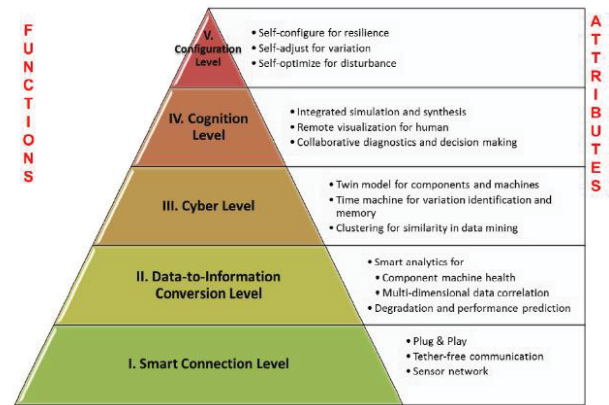 FUNCTIONS
ATTRIBUTES
V.
Configuration
Level
• Self-configure for resilience
• Self-adjust for variation
• Self-optimize for disturbance
IV. Cognition
Level
• Integrated simulation and synthesis
• Remote visualization for human
• Collaborative diagnostics and decision making
III. Cyber Level
• Twin model for components and machines
• Time machine for variation identification and
memory
• Clustering for similarity in data mining
II. Data-to-Information
Conversion Level
• Smart analytics for
• Component machine health
• Multi-dimensional data correlation
• Degradation and performance prediction
I. Smart Connection Level
• Plug & Play
• Tether-free communication
• Sensor network